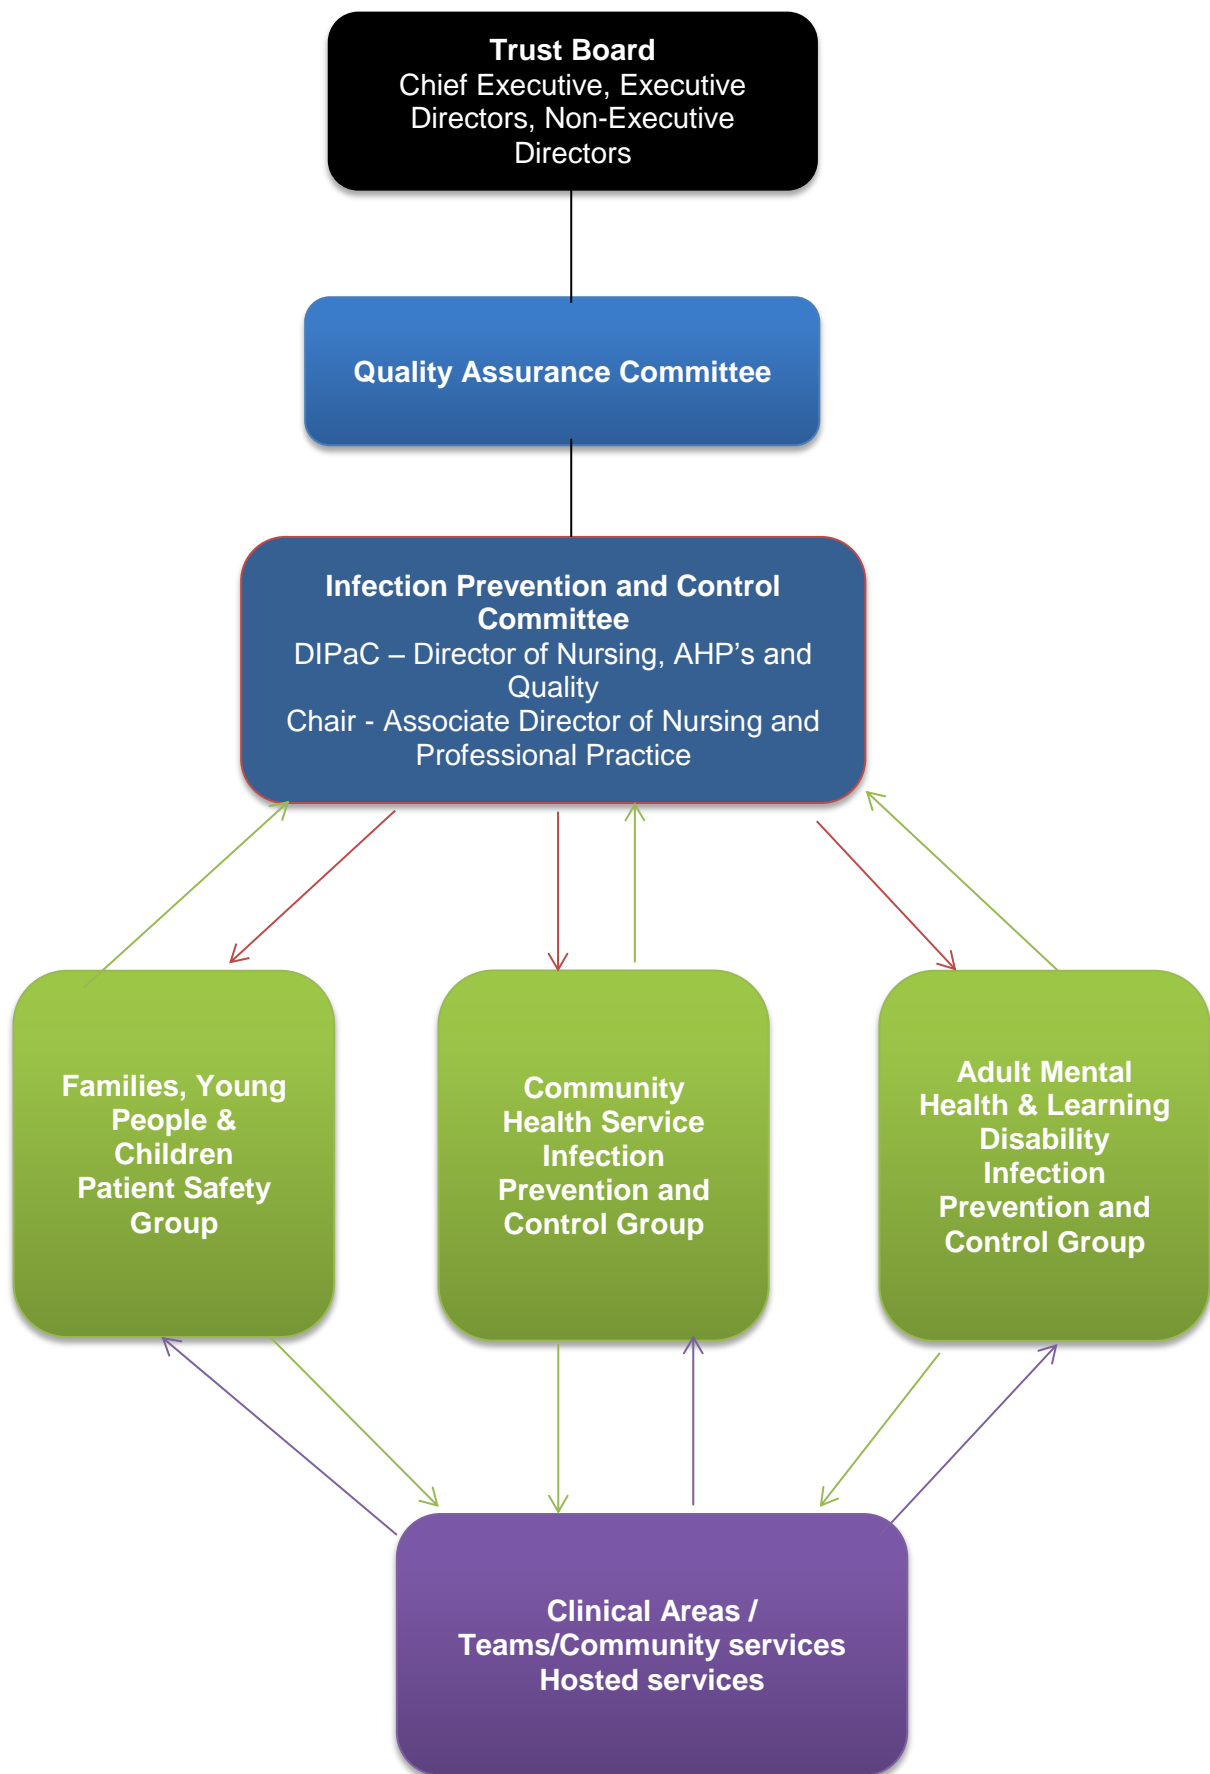 Trust Board
Chief Executive, Executive
Directors, Non-Executive
Directors
Quality Assurance Committee
Infection Prevention and Control
Committee
DIPaC – Director of Nursing, AHP's and
Quality
Chair - Associate Director of Nursing and
Professional Practice
Families, Young
People &
Children
Patient Safety
Group
Community
Health Service
Infection
Prevention and
Control Group
Adult Mental
Health & Learning
Disability
Infection
Prevention and
Control Group
Clinical Areas /
Teams/Community services
Hosted services